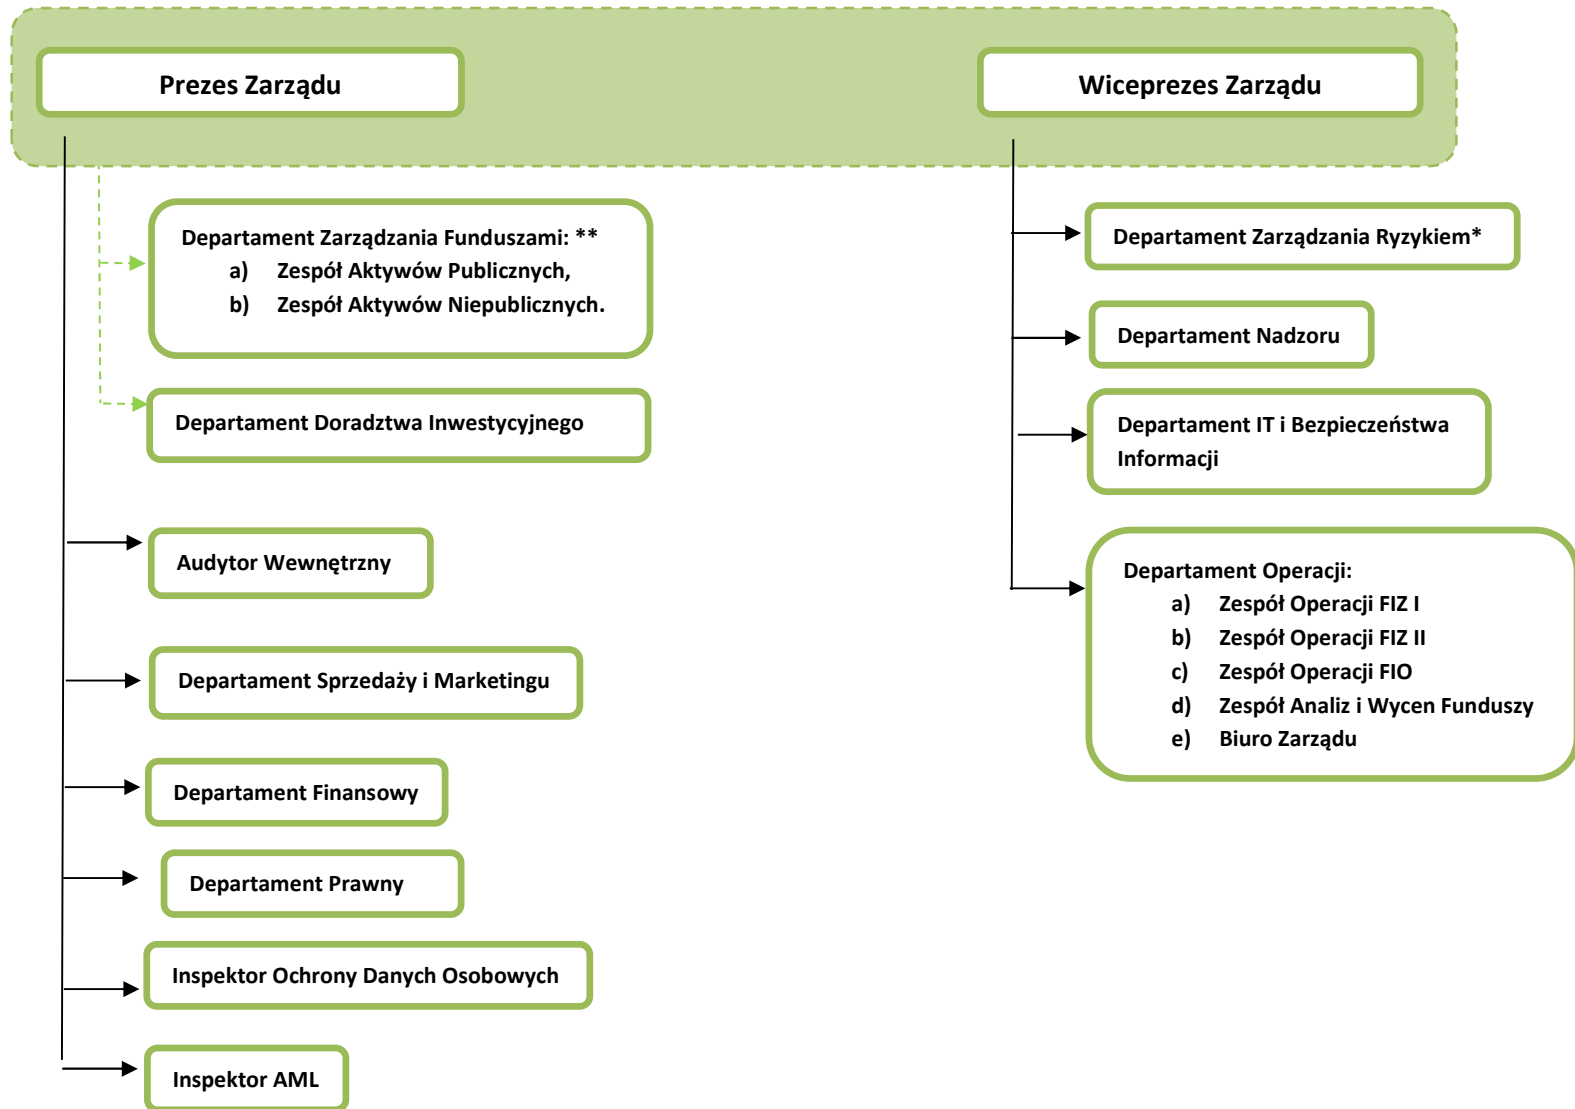 Prezes Zarządu
Wiceprezes Zarządu
Departament Zarządzania Funduszami: **
a) Zespół Aktywów Publicznych,
b) Zespół Aktywów Niepublicznych.
Departament Doradztwa Inwestycyjnego
Audytor Wewnętrzny
Departament Sprzedaży i Marketingu
Departament Finansowy
Departament Prawny
Inspektor Ochrony Danych Osobowych
Inspektor AML
Departament Zarządzania Ryzykiem*
Departament Nadzoru
Departament IT i Bezpieczeństwa
Informacji
Departament Operacji:
a) Zespół Operacji FIZ I
b) Zespół Operacji FIZ II
c) Zespół Operacji FIO
d) Zespół Analiz i Wycen Funduszy
e) Biuro Zarządu